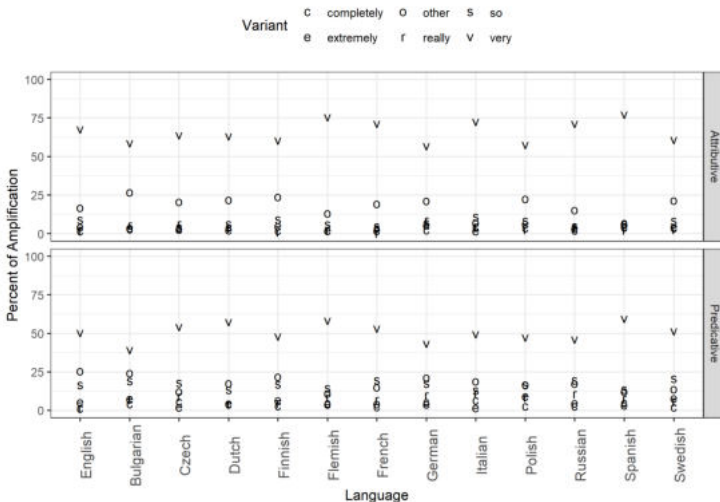 Variant
c completely o other s so
e extremely r really v very
Percent of Amplification
100
75
50
25
0
Attributive
100
75
50
25
0
Predicative
English
Bulgarian
Czech
Dutch
Finnish
Flemish
French
German
Italian
Polish
Russian
Spanish
Swedish
Language